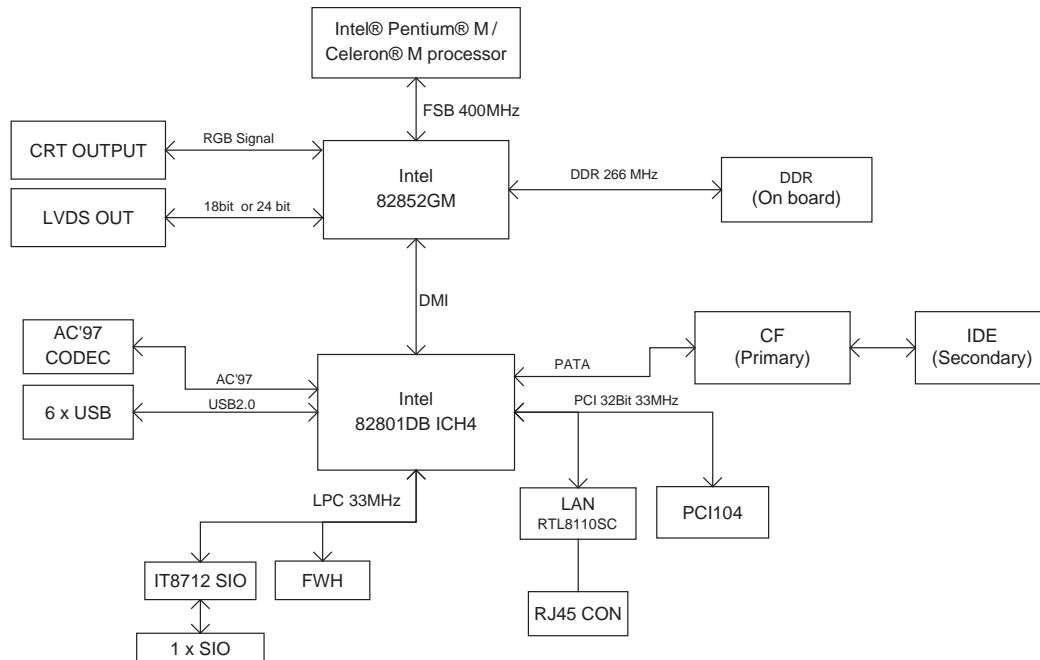 Intel® Pentium® M /
Celeron® M processor
FSB 400MHz
CRT OUTPUT
RGB Signal
Intel
82852GM
DDR 266 MHz
DDR
(On board)
LVDS OUT
18bit or 24 bit
DMI
AC'97
CODEC
AC'97
6 x USB
USB2.0
Intel
82801DB ICH4
PATA
CF
(Primary)
IDE
(Secondary)
PCI 32Bit 33MHz
LPC 33MHz
LAN
RTL8110SC
PCI104
IT8712 SIO
FWH
RJ45 CON
1 x SIO